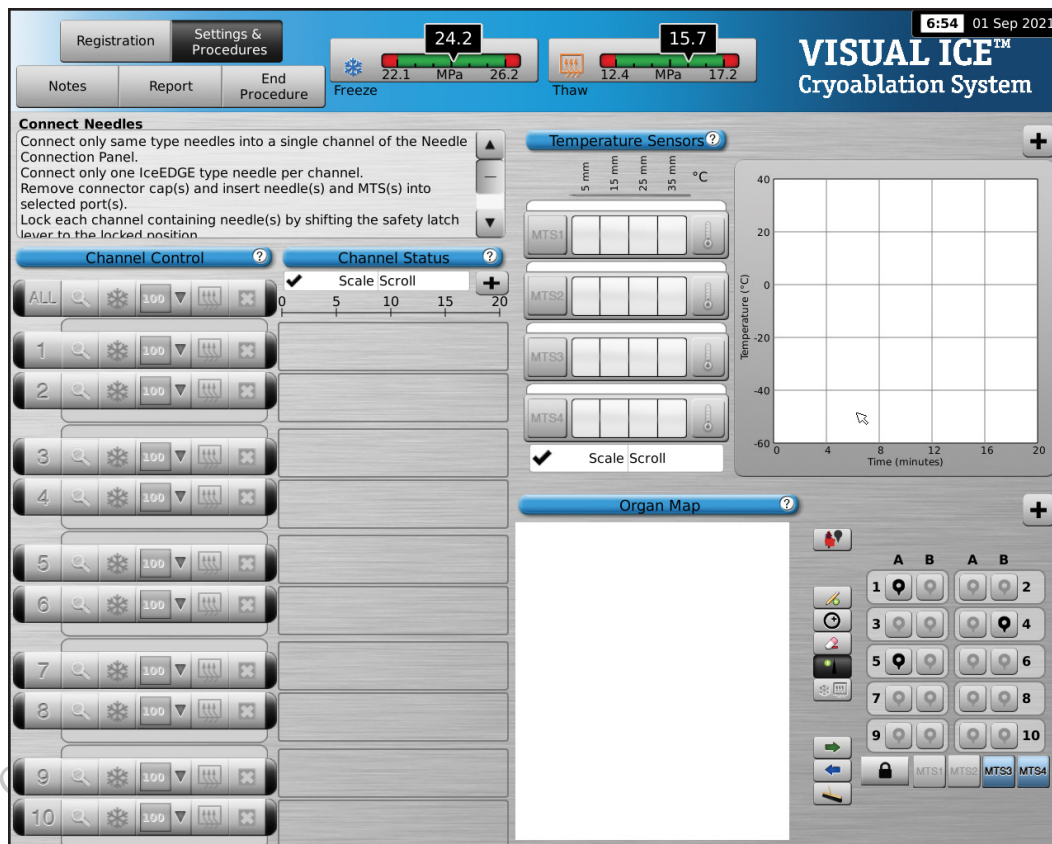 6:54 01 Sep 2021
Registration
Settings &
Procedures
Notes
Report
End
Procedure
24.2
22.1 MPa 26.2
Freeze
15.7
12.4 MPa 17.2
Thaw
VISUAL ICE™
Cryoablation System
Connect Needles
Connect only same type needles into a single channel of the Needle
Connection Panel.
Connect only one IceEDGE type needle per channel.
Remove connector cap(s) and insert needle(s) and MTS(s) into
selected port(s).
Lock each channel containing needle(s) by shifting the safety latch
lever to the locked position
Channel Control ?
Channel Status ?
Scale Scroll
0 5 10 15 20
ALL 100
1 100
2 100
3 100
4 100
5 100
6 100
7 100
8 100
9 100
10 100
Temperature Sensors ?
5 mm
15 mm
25 mm
35 mm
°C
MTS1
MTS2
MTS3
MTS4
Scale Scroll
Temperature (°C)
40
20
0
-20
-40
-60
0 4 8 12 16 20
Time (minutes)
Organ Map ?
A B A B
1 2
3 4
5 6
7 8
9 10
MTS1 MTS2 MTS3 MTS4